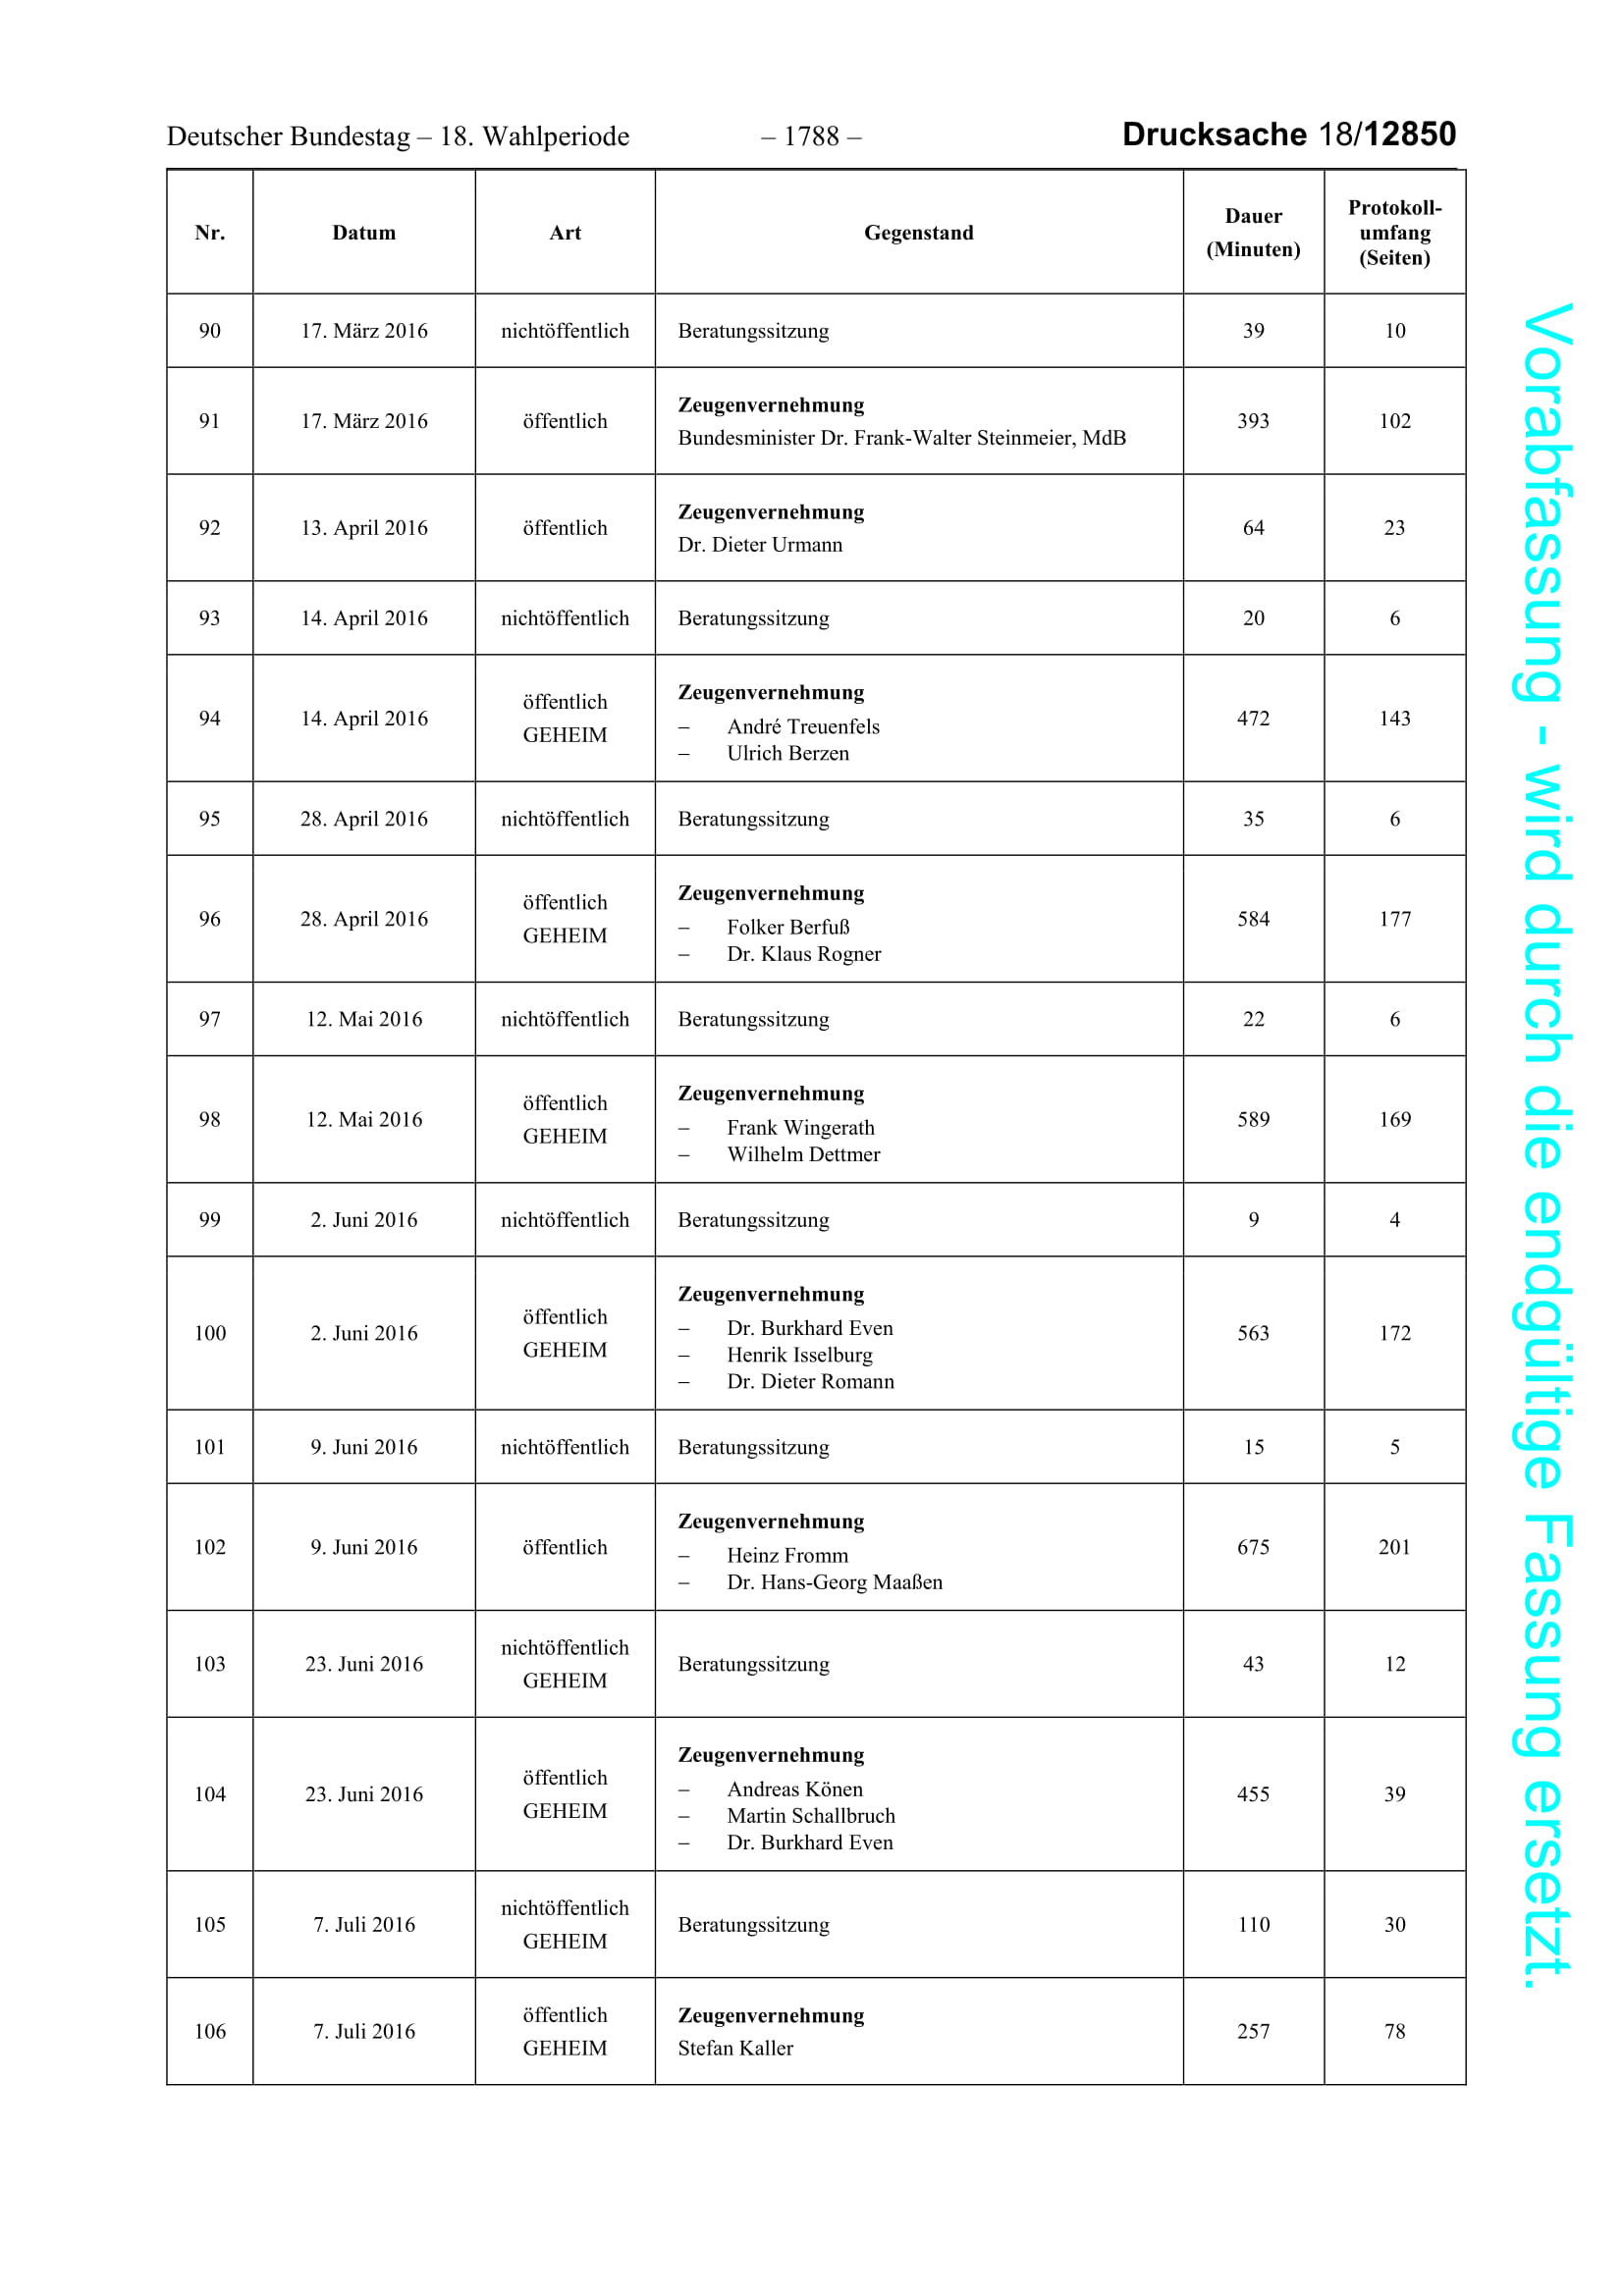 Deutscher Bundestag – 18. Wahlperiode – 1788 – Drucksache 18/12850
Nr. Datum Art Gegenstand Dauer (Minuten) Protokoll-umfang (Seiten)
90 17. März 2016 nichtöffentlich Beratungssitzung 39 10
91 17. März 2016 öffentlich Zeugenvernehmung 393 102
Bundesminister Dr. Frank-Walter Steinmeier, MdB
92 13. April 2016 öffentlich Zeugenvernehmung 64 23
Dr. Dieter Urmann
93 14. April 2016 nichtöffentlich Beratungssitzung 20 6
94 14. April 2016 öffentlich GEHEIM Zeugenvernehmung 472 143
– André Treuenfels
– Ulrich Berzen
95 28. April 2016 nichtöffentlich Beratungssitzung 35 6
96 28. April 2016 öffentlich GEHEIM Zeugenvernehmung 584 177
– Folker Berfuß
– Dr. Klaus Rogner
97 12. Mai 2016 nichtöffentlich Beratungssitzung 22 6
98 12. Mai 2016 öffentlich GEHEIM Zeugenvernehmung 589 169
– Frank Wingerath
– Wilhelm Dettmer
99 2. Juni 2016 nichtöffentlich Beratungssitzung 9 4
100 2. Juni 2016 öffentlich GEHEIM Zeugenvernehmung 563 172
– Dr. Burkhard Even
– Henrik Isselburg
– Dr. Dieter Romann
101 9. Juni 2016 nichtöffentlich Beratungssitzung 15 5
102 9. Juni 2016 öffentlich Zeugenvernehmung 675 201
– Heinz Fromm
– Dr. Hans-Georg Maaßen
103 23. Juni 2016 nichtöffentlich GEHEIM Beratungssitzung 43 12
104 23. Juni 2016 öffentlich GEHEIM Zeugenvernehmung 455 39
– Andreas Könen
– Martin Schallbruch
– Dr. Burkhard Even
105 7. Juli 2016 nichtöffentlich GEHEIM Beratungssitzung 110 30
106 7. Juli 2016 öffentlich GEHEIM Zeugenvernehmung 257 78
Stefan Kaller
Vorabfassung - wird durch die endgültige Fassung ersetzt.